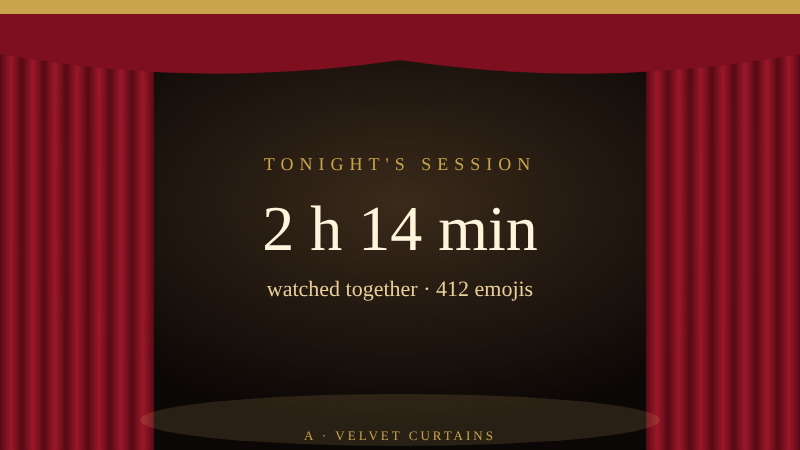 TONIGHT'S SESSION
2 h 14 min
watched together · 412 emojis
A · VELVET CURTAINS